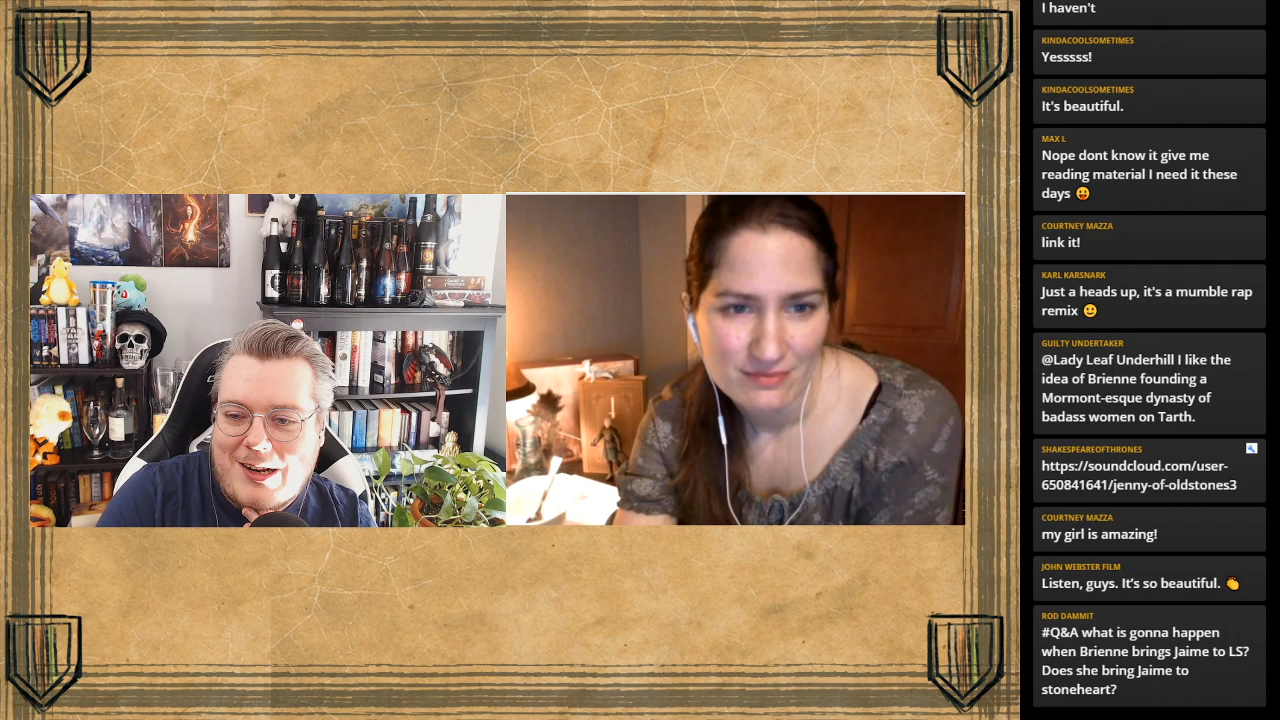 I haven't
KINDACOOLSOMETIMES
Yesssss!
KINDACOOLSOMETIMES
It's beautiful.
MAX L
Nope dont know it give me
reading material I need it these
days 😛
COURTNEY MAZZA
link it!
KARL KARSNARK
Just a heads up, it's a mumble rap
remix 🙂
GUILTY UNDERTAKER
@Lady Leaf Underhill I like the
idea of Brienne founding a
Mormont-esque dynasty of
badass women on Tarth.
SHAKESPEAREOFTHRONES
https://soundcloud.com/user-
650841641/jenny-of-oldstones3
COURTNEY MAZZA
my girl is amazing!
JOHN WEBSTER FILM
Listen, guys. It’s so beautiful. 👏
ROD DAMMIT
#Q&A what is gonna happen
when Brienne brings Jaime to LS?
Does she bring Jaime to
stoneheart?